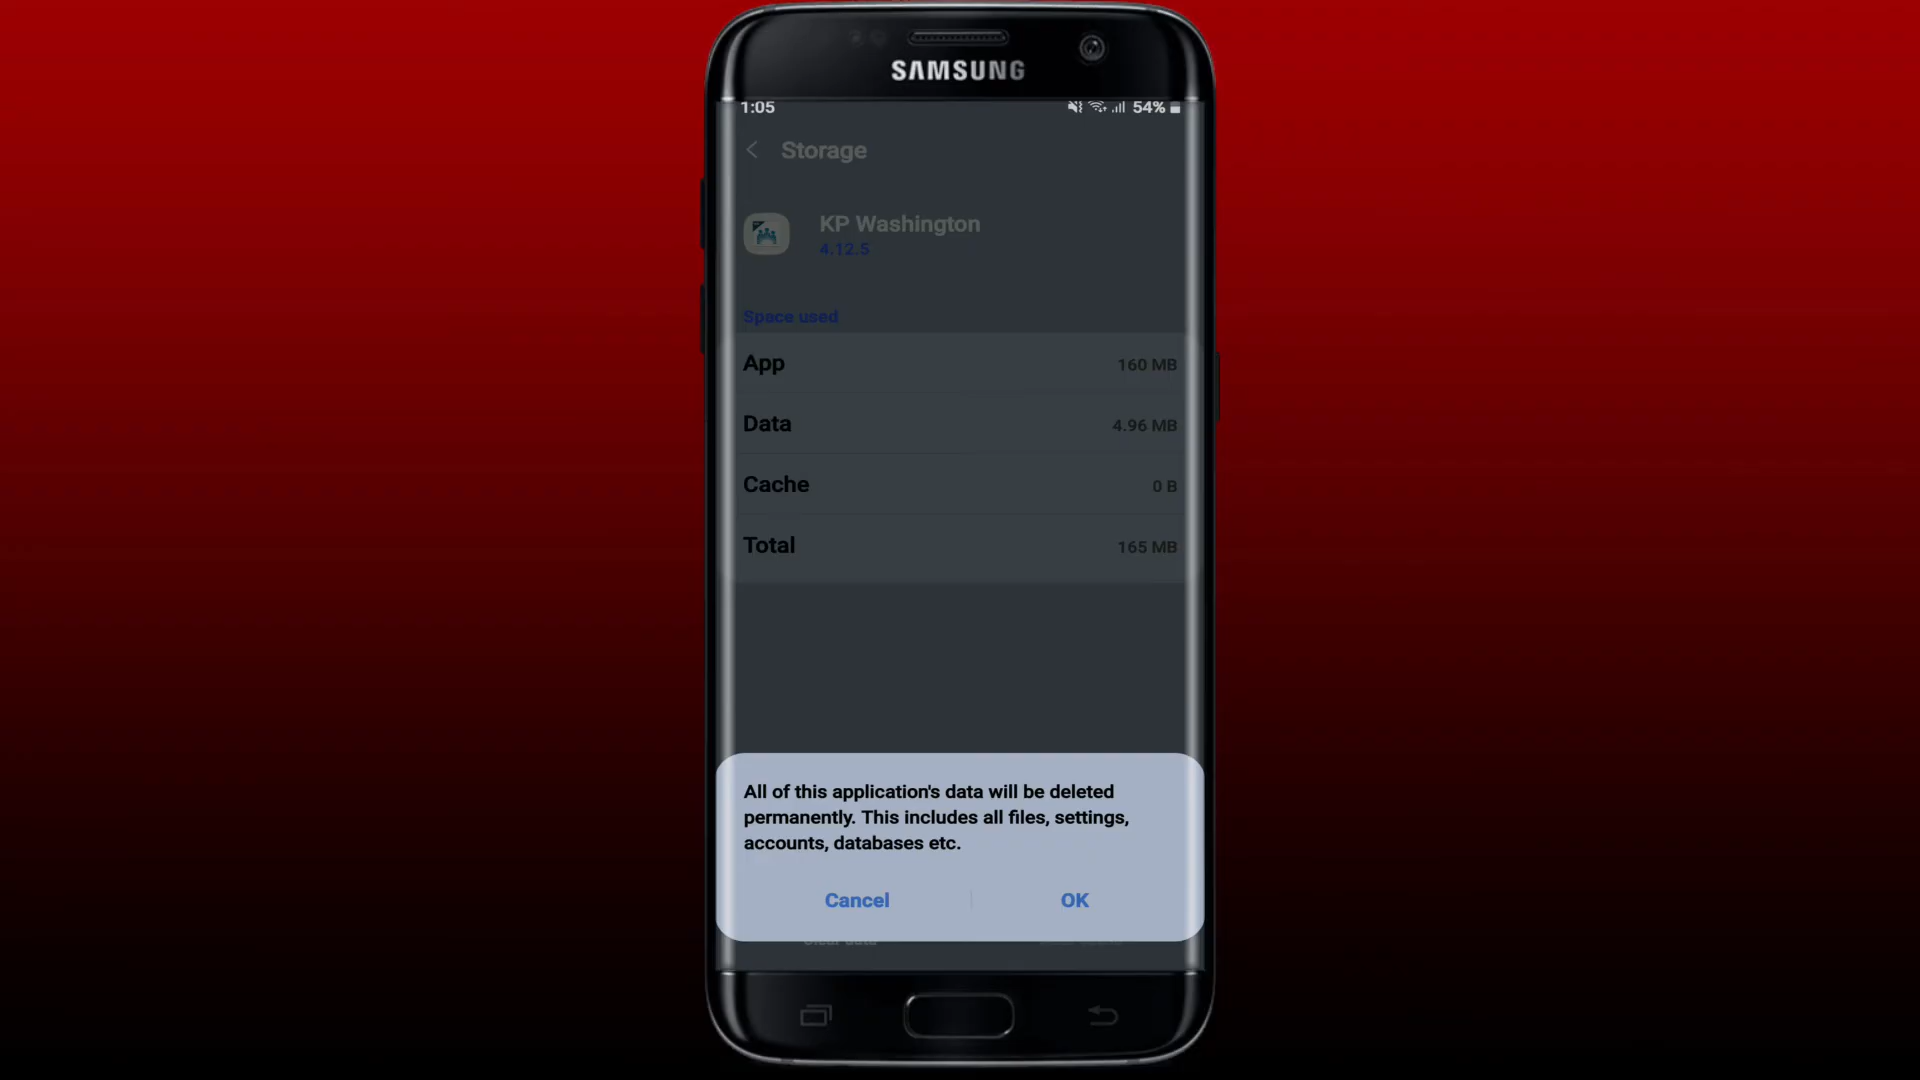 SAMSUNG
1:05 54%
Storage
KP Washington
4.12.5
Space used
App 160 MB
Data 4.96 MB
Cache 0 B
Total 165 MB
All of this application's data will be deleted
permanently. This includes all files, settings,
accounts, databases etc.
Cancel OK
Clear data